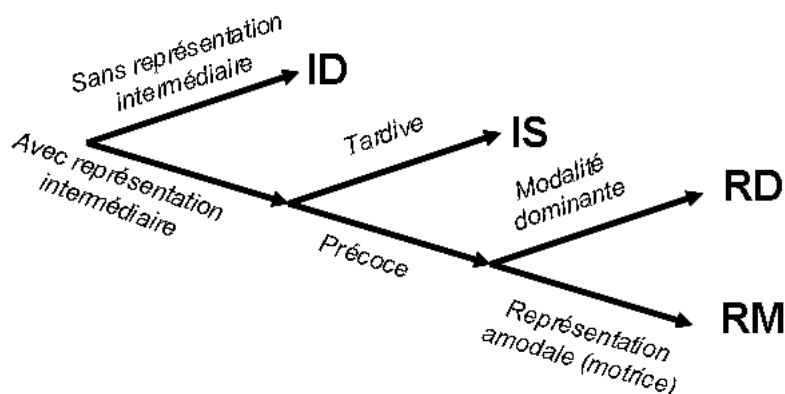 Sans représentation
intermédiaire
ID
Avec représentation
intermédiaire
Tardive
IS
Précoce
Modalité
dominante
RD
Représentation
amodale (motrice)
RM